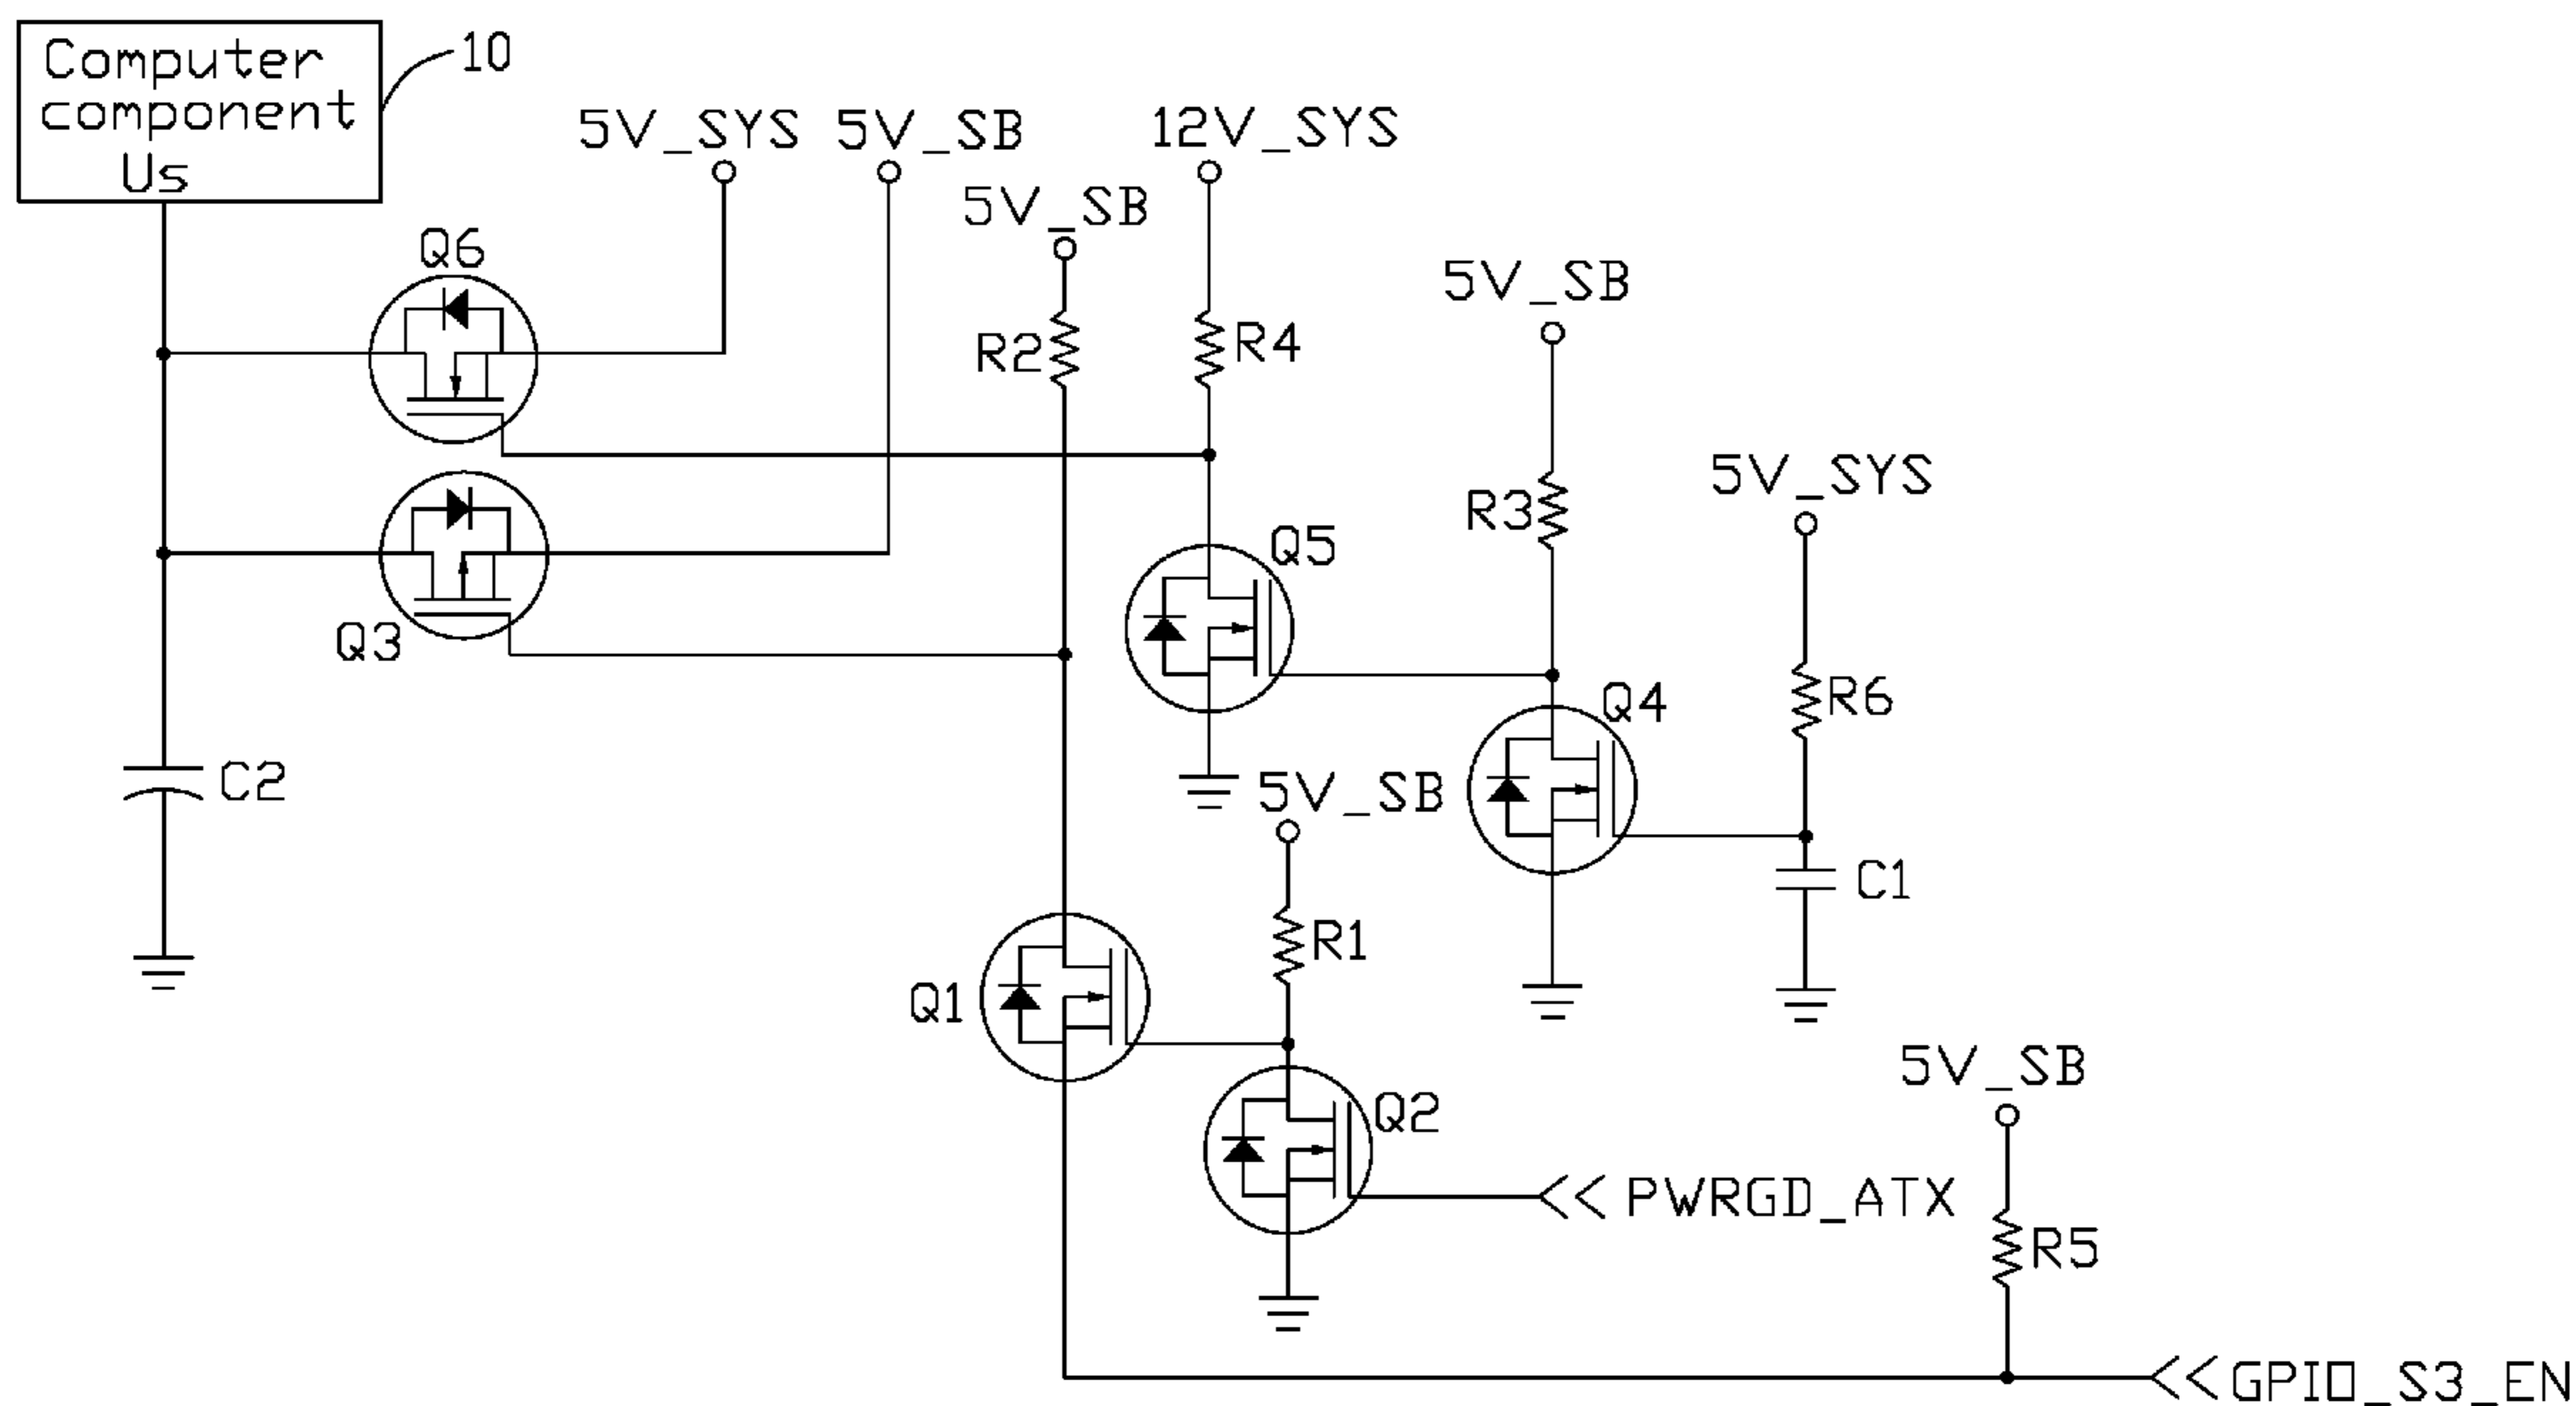 Computer
component
Us
10
5V_SYS
5V_SB
12V_SYS
5V_SB
Q6
5V_SB
R2
R4
5V_SYS
R3
Q5
Q3
Q4
R6
C2
5V_SB
C1
R1
Q1
5V_SB
Q2
PWRGD_ATX
R5
GPIO_S3_EN